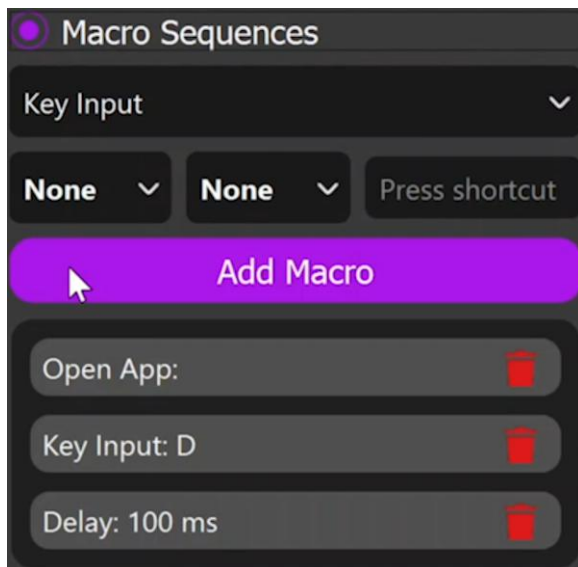 Macro Sequences
Key Input
None None Press shortcut
Add Macro
Open App:
Key Input: D
Delay: 100 ms